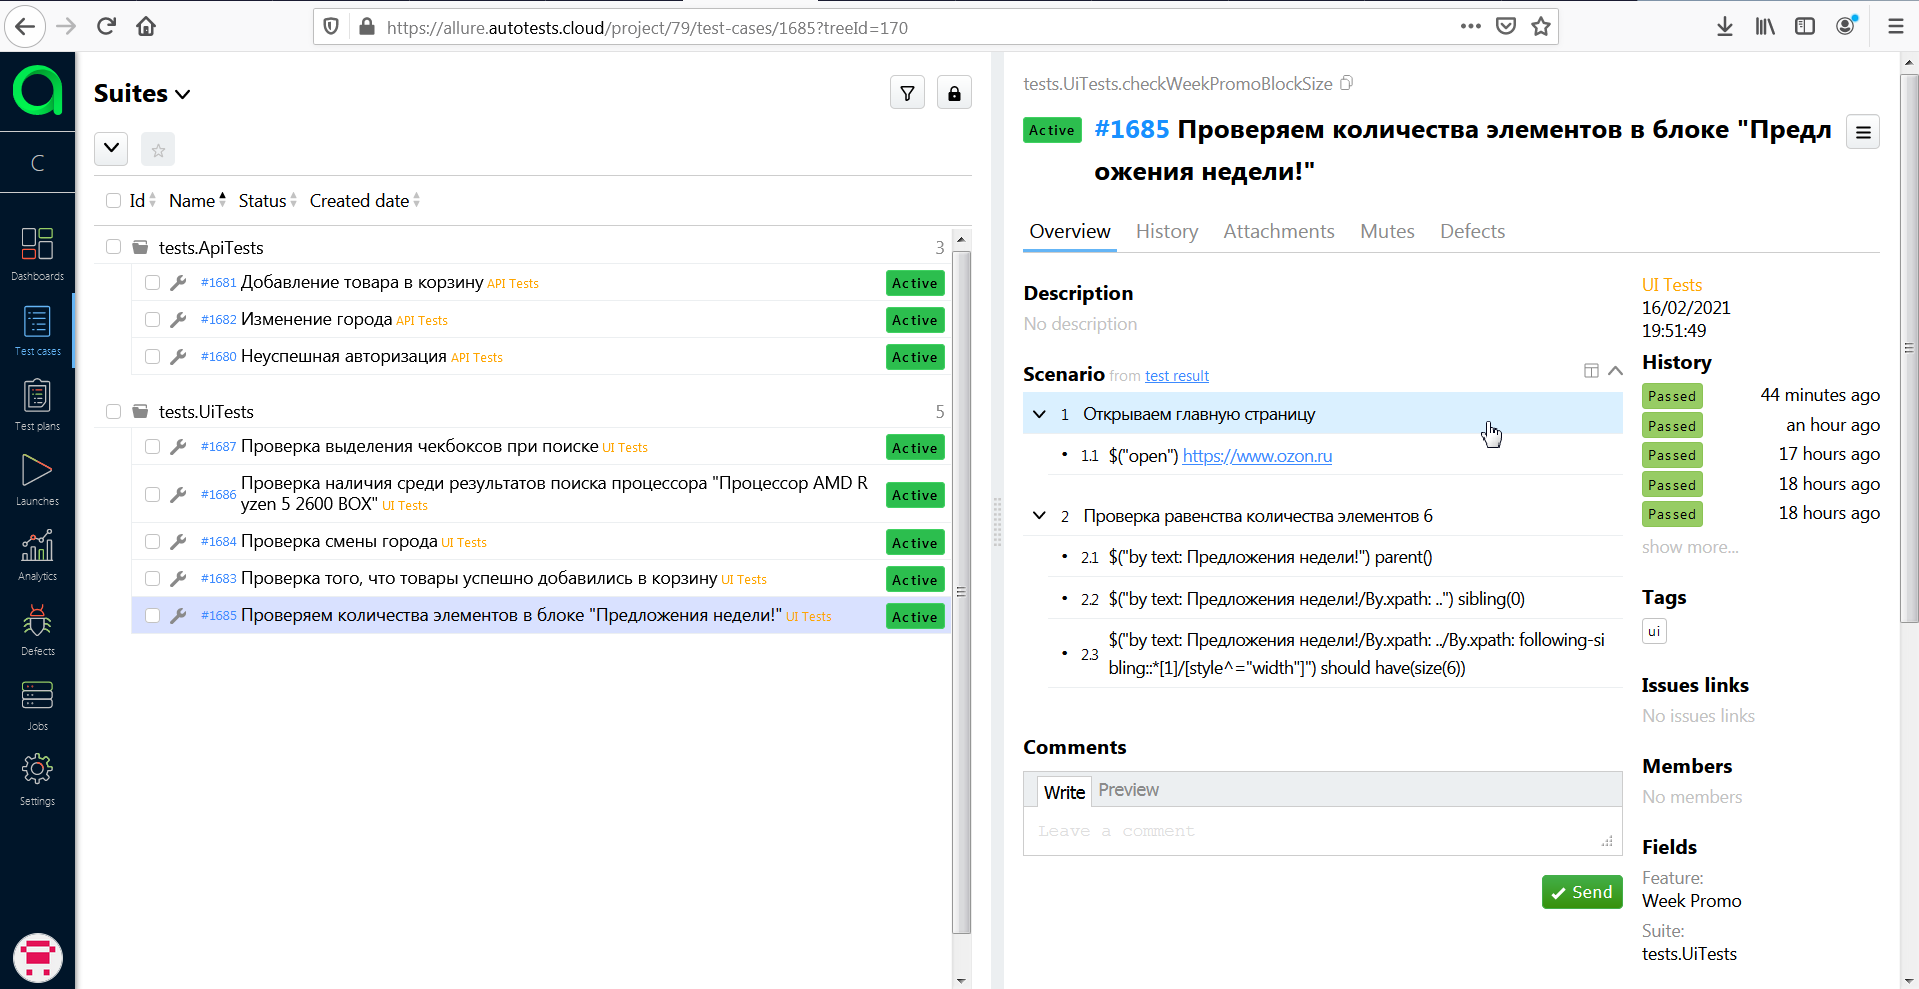 https://allure.autotests.cloud/project/79/test-cases/1685?treeId=170
C
Dashboards
Test cases
Test plans
Launches
Analytics
Defects
Jobs
Settings
Suites
Id Name Status Created date
tests.ApiTests 3
#1681 Добавление товара в корзину API Tests Active
#1682 Изменение города API Tests Active
#1680 Неуспешная авторизация API Tests Active
tests.UiTests 5
#1687 Проверка выделения чекбоксов при поиске UI Tests Active
#1686 Проверка наличия среди результатов поиска процессора "Процессор AMD R
yzen 5 2600 BOX" UI Tests Active
#1684 Проверка смены города UI Tests Active
#1683 Проверка того, что товары успешно добавились в корзину UI Tests Active
#1685 Проверяем количества элементов в блоке "Предложения недели!" UI Tests Active
tests.UiTests.checkWeekPromoBlockSize
Active #1685 Проверяем количества элементов в блоке "Предл
ожения недели!"
Overview History Attachments Mutes Defects
Description
No description
Scenario from test result
1 Открываем главную страницу
1.1 $("open") https://www.ozon.ru
2 Проверка равенства количества элементов 6
2.1 $("by text: Предложения недели!") parent()
2.2 $("by text: Предложения недели!/By.xpath: ..") sibling(0)
2.3 $("by text: Предложения недели!/By.xpath: ../By.xpath: following-si
bling::*[1]/[style^="width"]") should have(size(6))
Comments
Write Preview
Leave a comment
Send
UI Tests
16/02/2021
19:51:49
History
Passed 44 minutes ago
Passed an hour ago
Passed 17 hours ago
Passed 18 hours ago
Passed 18 hours ago
show more...
Tags
ui
Issues links
No issues links
Members
No members
Fields
Feature:
Week Promo
Suite:
tests.UiTests